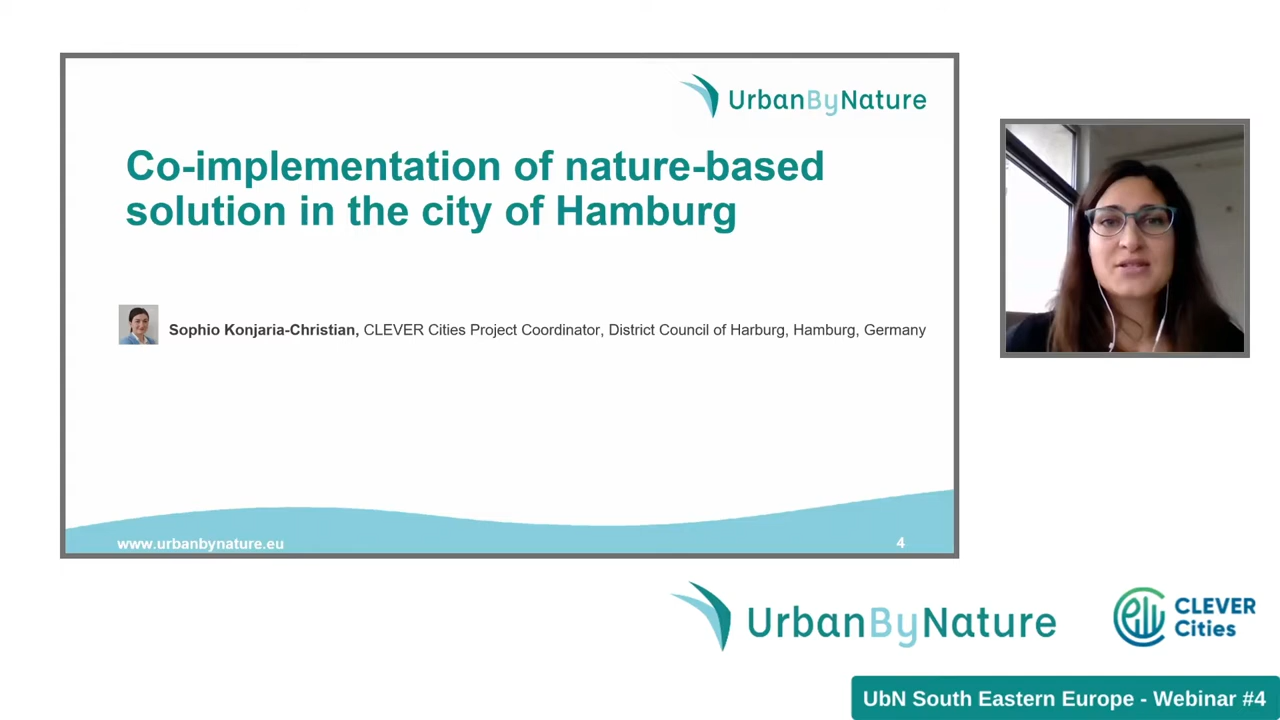 UrbanByNature
Co-implementation of nature-based
solution in the city of Hamburg
Sophio Konjaria-Christian, CLEVER Cities Project Coordinator, District Council of Harburg, Hamburg, Germany
www.urbanbynature.eu
4
UrbanByNature
CLEVER
Cities
UbN South Eastern Europe - Webinar #4